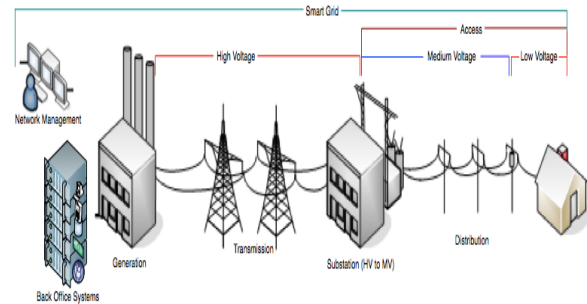 Smart Grid
Access
High Voltage
Medium Voltage
Low Voltage
Network Management
Back Office Systems
Generation
Transmission
Substation (HV to MV)
Distribution